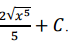 2√x⁵/5 + C.